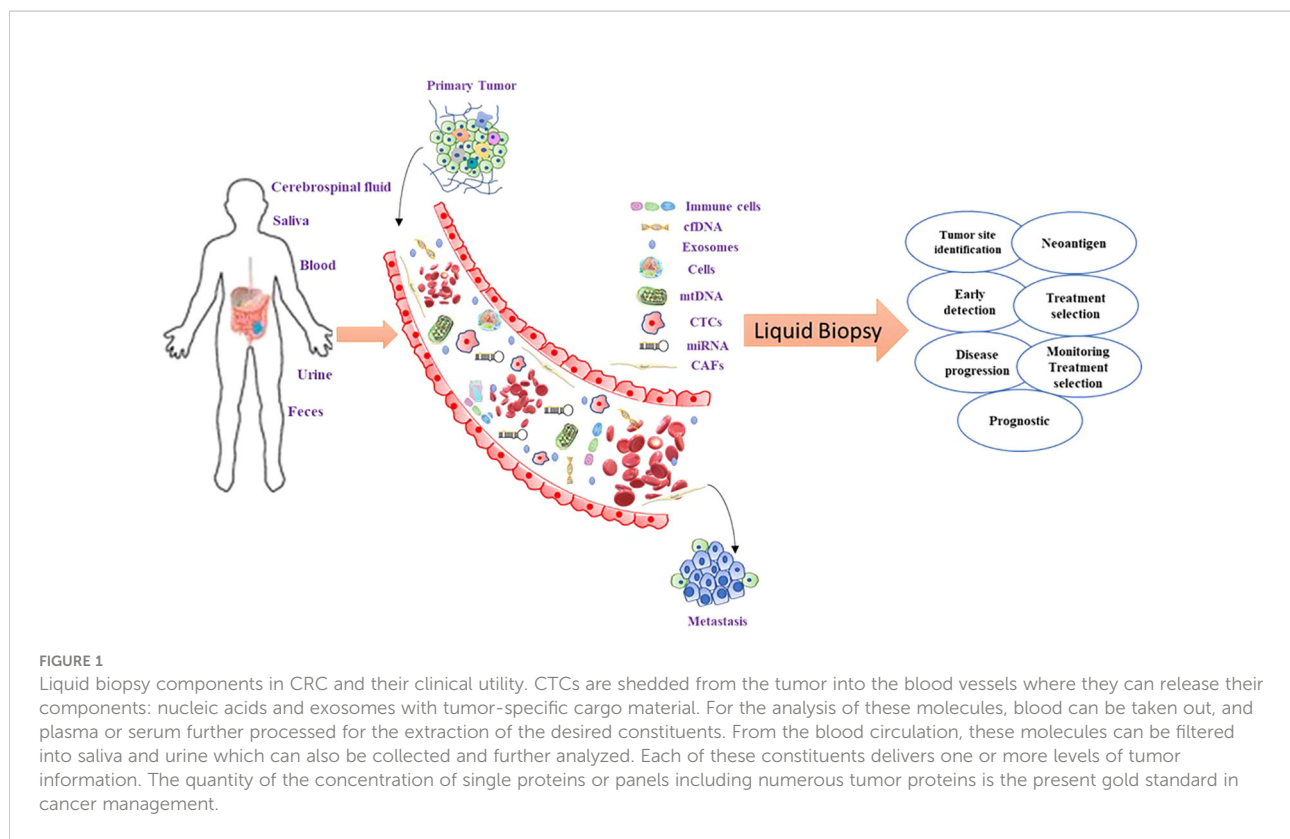 Primary Tumor
Cerebrospinal fluid
Saliva
Blood
Urine
Feces
Immune cells
cfDNA
Exosomes
Cells
mtDNA
CTCs
miRNA
CAFs
Liquid Biopsy
Tumor site
identification
Neoantigen
Early
detection
Treatment
selection
Disease
progression
Monitoring
Treatment
selection
Prognostic
Metastasis
FIGURE 1
Liquid biopsy components in CRC and their clinical utility. CTCs are shedded from the tumor into the blood vessels where they can release their
components: nucleic acids and exosomes with tumor-specific cargo material. For the analysis of these molecules, blood can be taken out, and
plasma or serum further processed for the extraction of the desired constituents. From the blood circulation, these molecules can be filtered
into saliva and urine which can also be collected and further analyzed. Each of these constituents delivers one or more levels of tumor
information. The quantity of the concentration of single proteins or panels including numerous tumor proteins is the present gold standard in
cancer management.